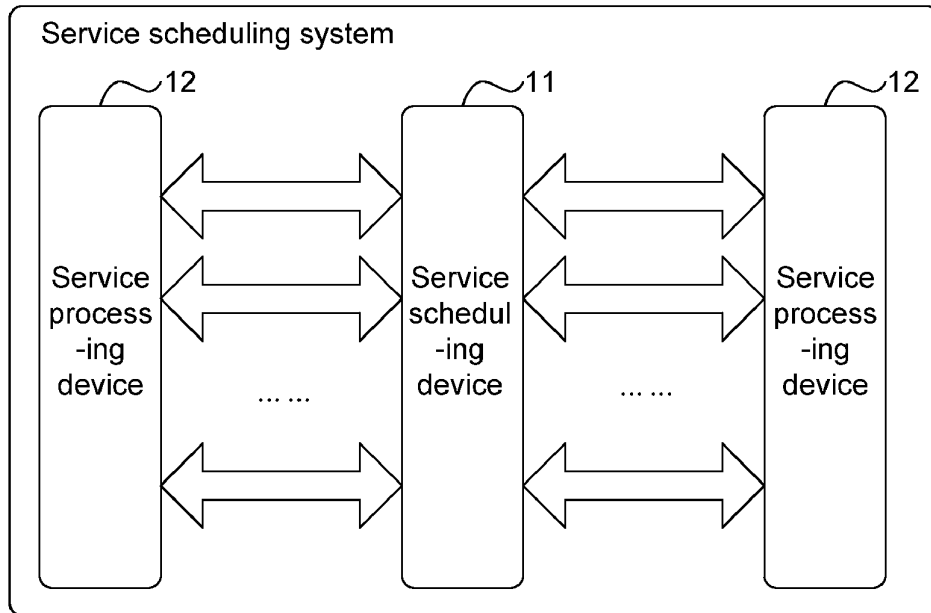 Service scheduling system
12
11
12
Service
process
-ing
device
Service
schedul
-ing
device
Service
process
-ing
device
... ...
... ...